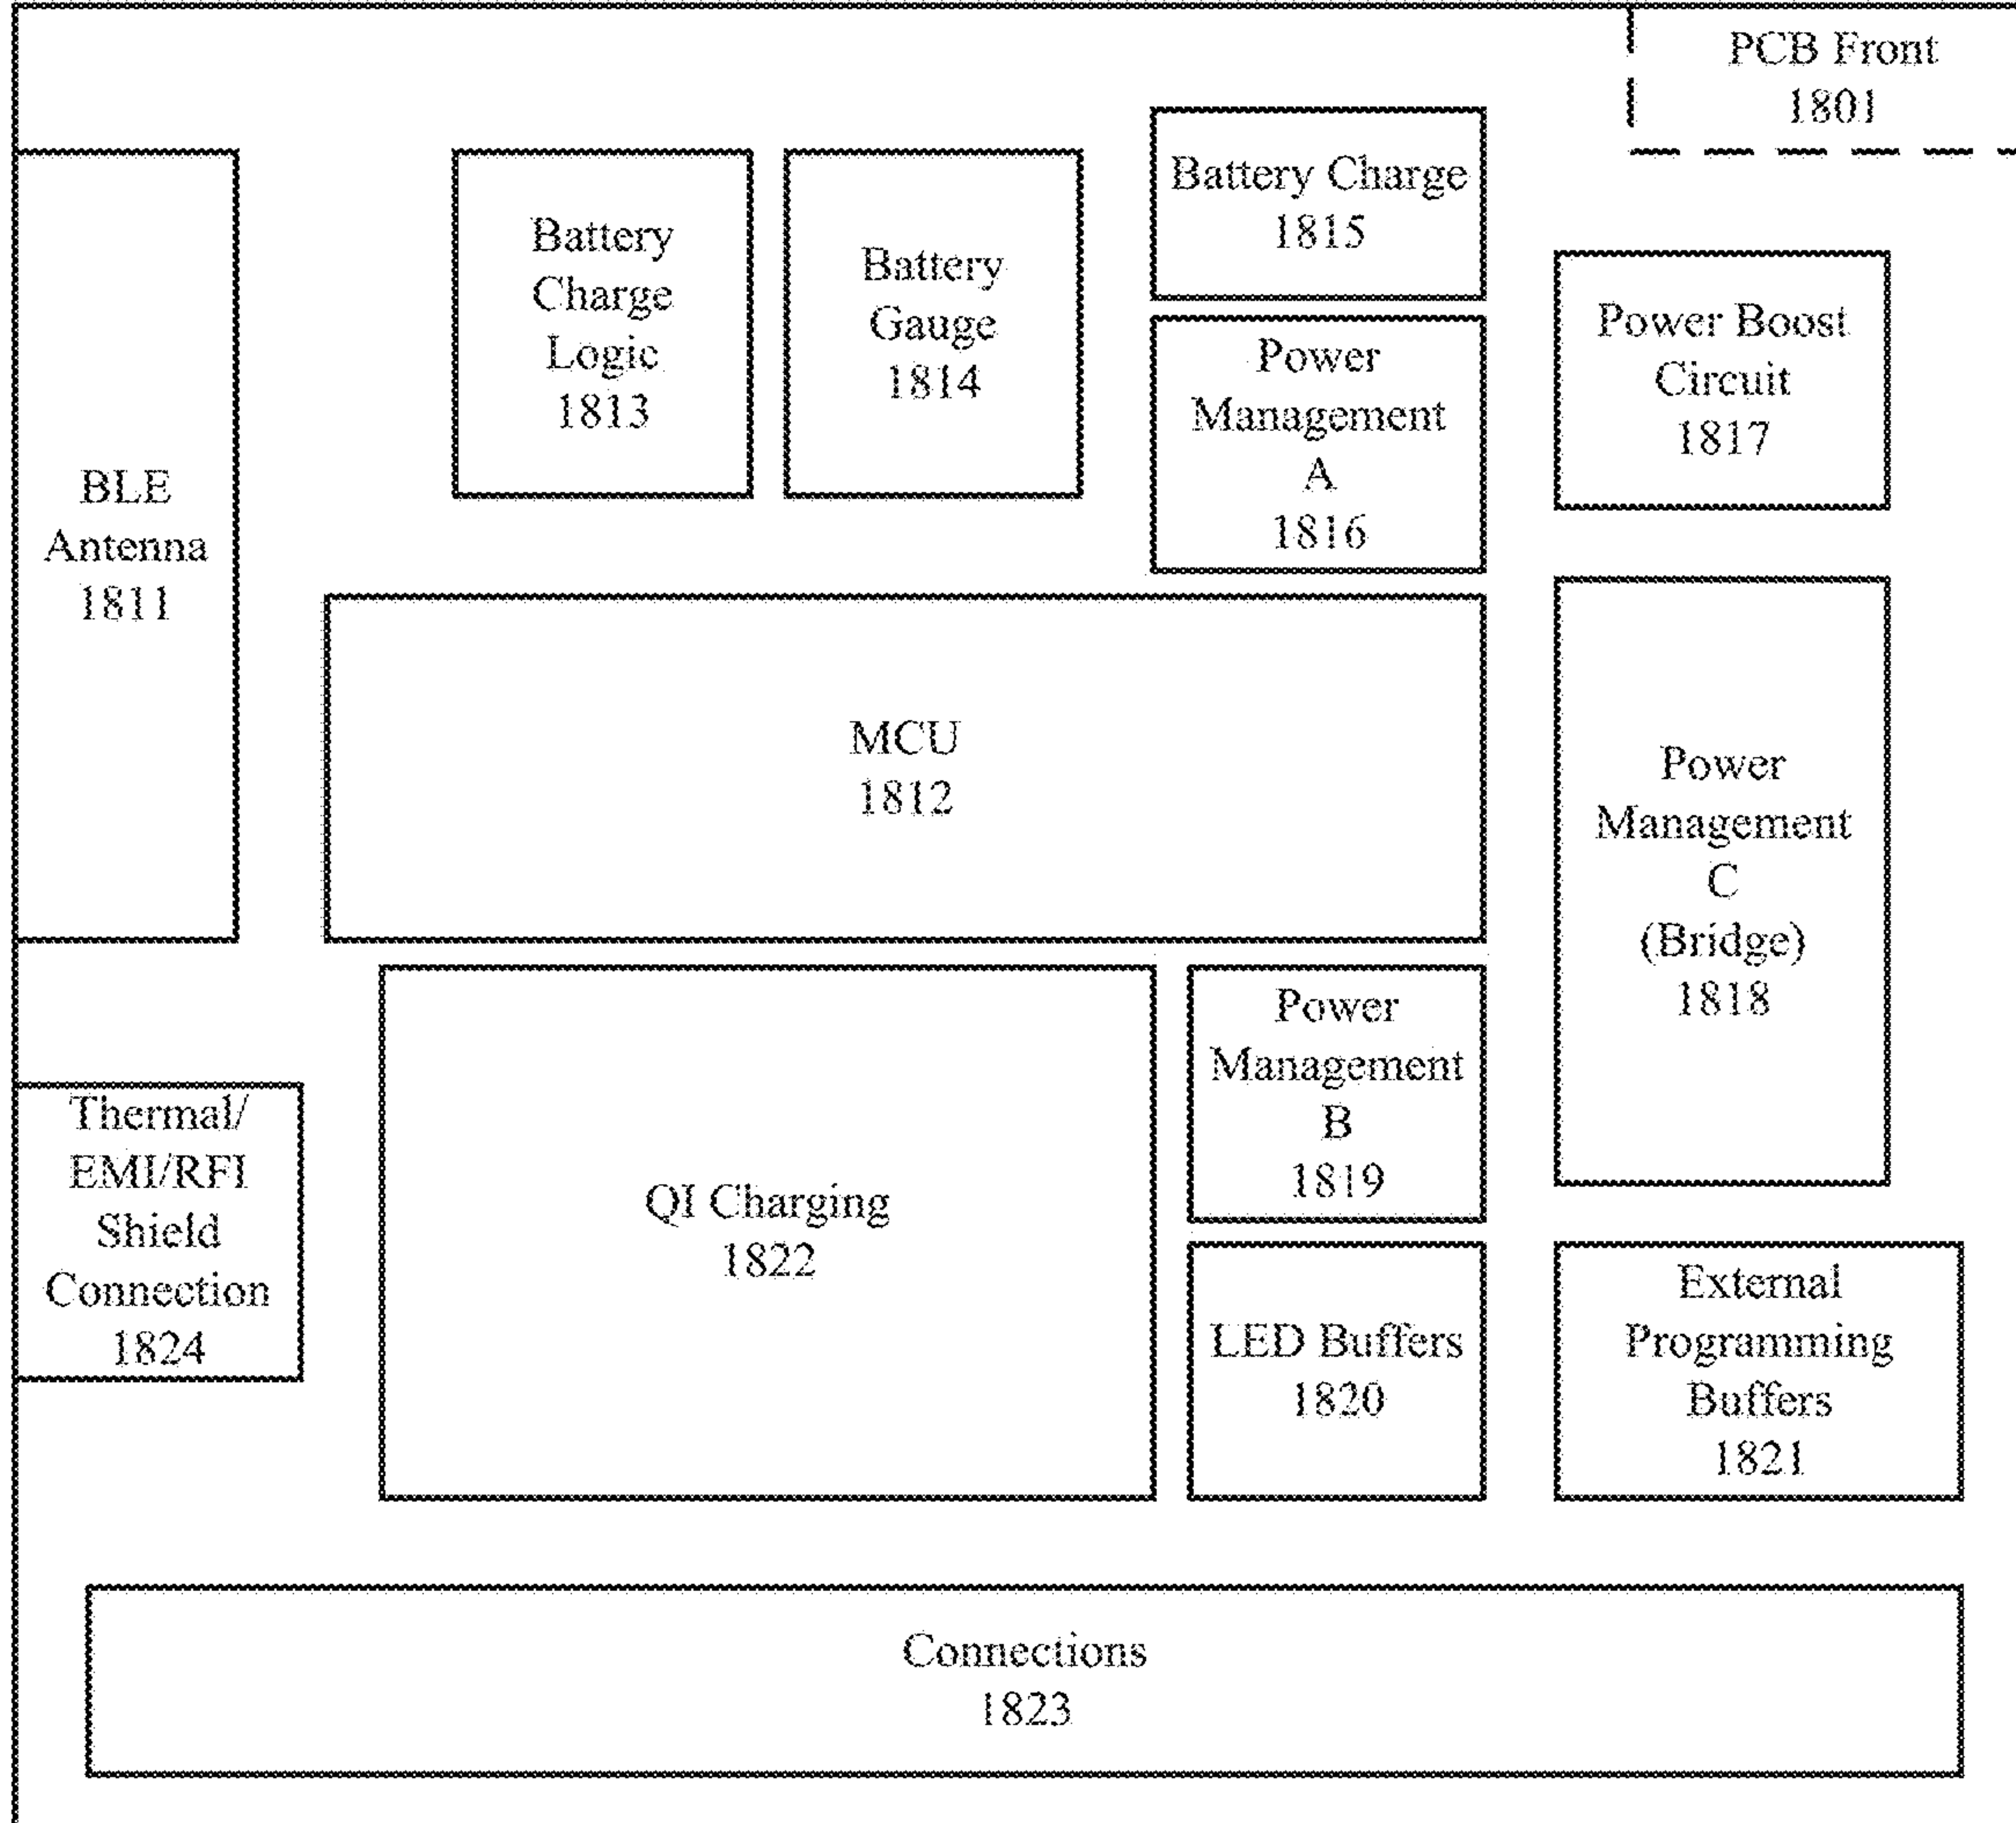 PCB Front
1801
Battery Charge
1815
Battery
Charge
Logic
1813
Battery
Gauge
1814
Power
Management
A
1816
Power Boost
Circuit
1817
BLE
Antenna
1811
MCU
1812
Power
Management
C
(Bridge)
1818
Power
Management
B
1819
Thermal/
EMI/RFI
Shield
Connection
1824
QI Charging
1822
LED Buffers
1820
External
Programming
Buffers
1821
Connections
1823